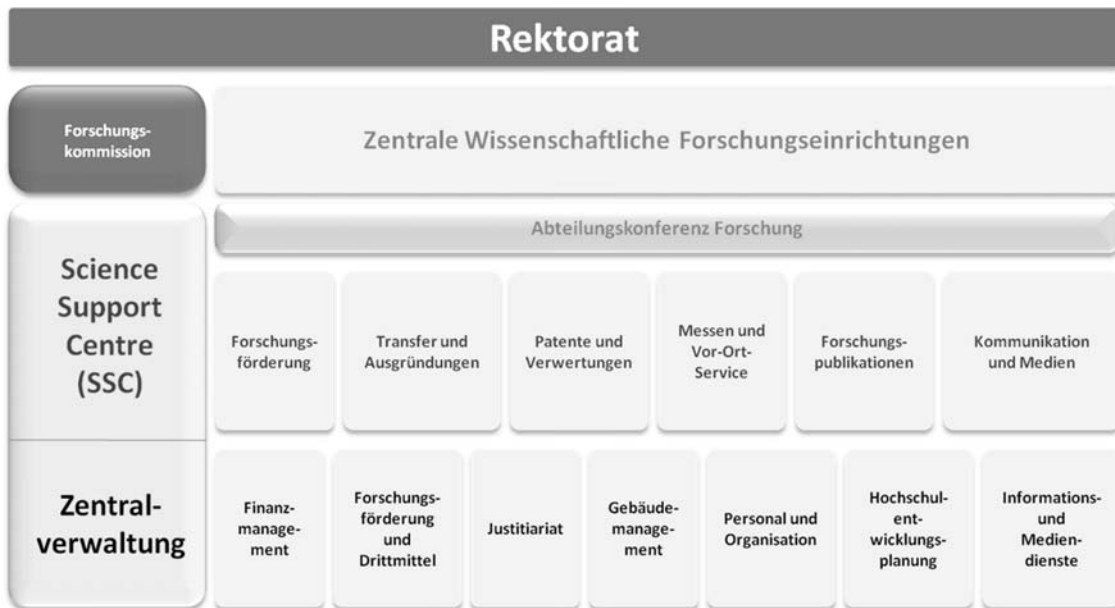 Rektorat
Forschungs-
kommission
Zentrale Wissenschaftliche Forschungseinrichtungen
Abteilungskonferenz Forschung
Science
Support
Centre
(SSC)
Forschungs-
förderung
Transfer und
Ausgründungen
Patente und
Verwertungen
Messen und
Vor-Ort-
Service
Forschungs-
publikationen
Kommunikation
und Medien
Zentral-
verwaltung
Finanz-
manage-
ment
Forschungs-
förderung
und
Drittmittel
Justitiariat
Gebäude-
manage-
ment
Personal und
Organisation
Hochschul-
ent-
wicklungs-
planung
Informations-
und
Medien-
dienste